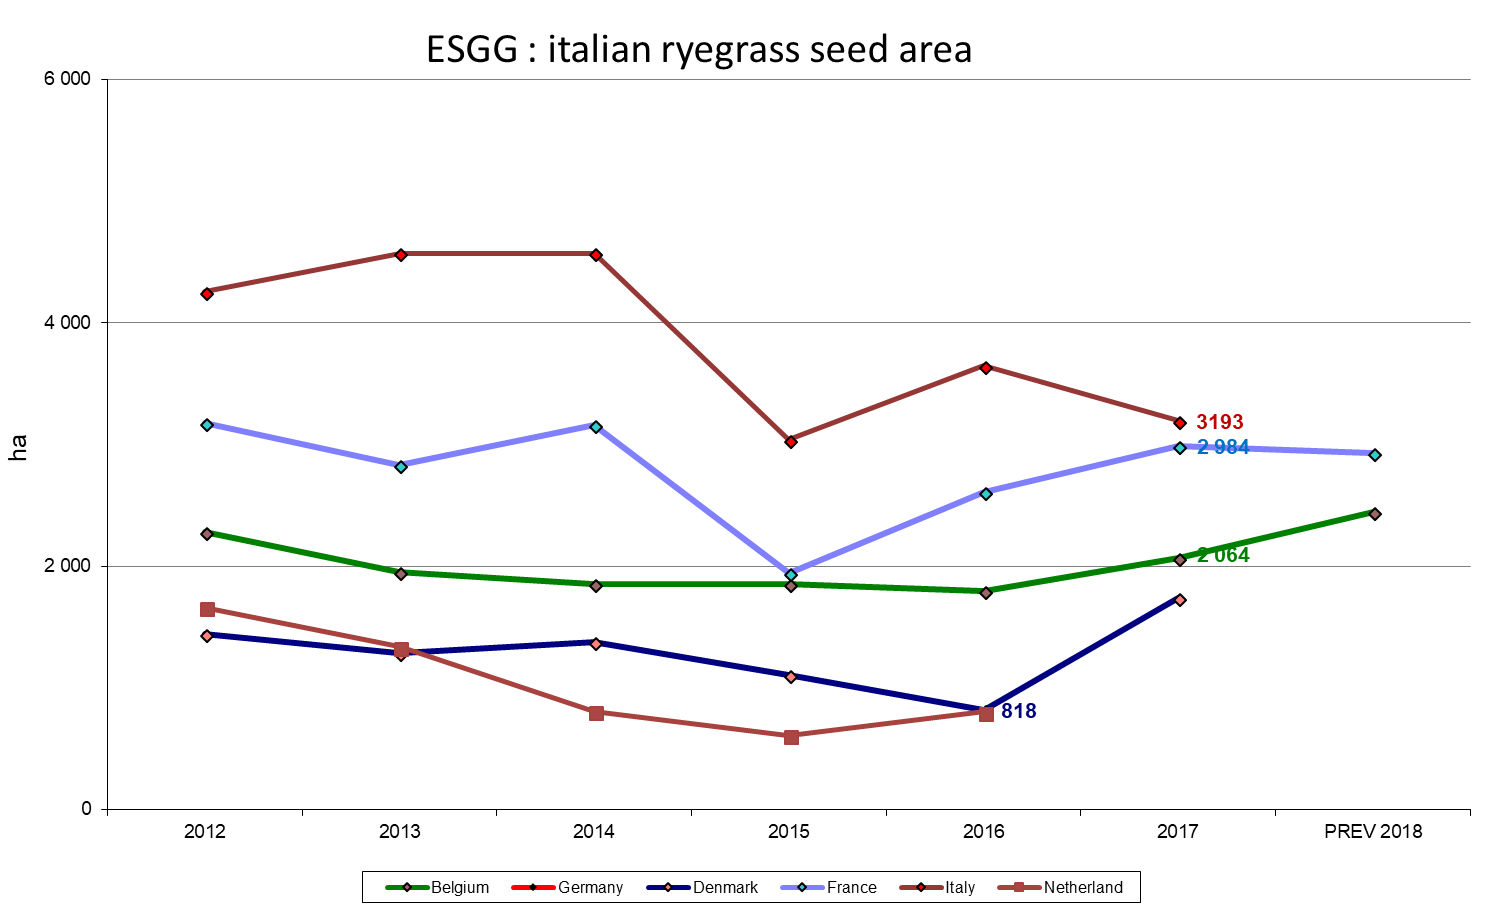 ESGG : italian ryegrass seed area
6 000
4 000
3193
2 984
ha
2 064
2 000
818
0
2012 2013 2014 2015 2016 2017 PREV 2018
Belgium Germany Denmark France Italy Netherland